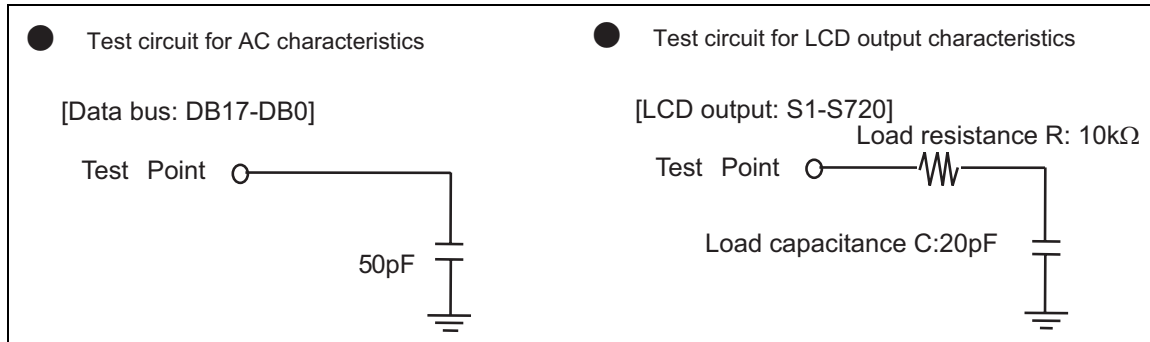 Test circuit for AC characteristics
[Data bus: DB17-DB0]
Test Point
50pF
Test circuit for LCD output characteristics
[LCD output: S1-S720]
Load resistance R: 10kΩ
Test Point
Load capacitance C:20pF